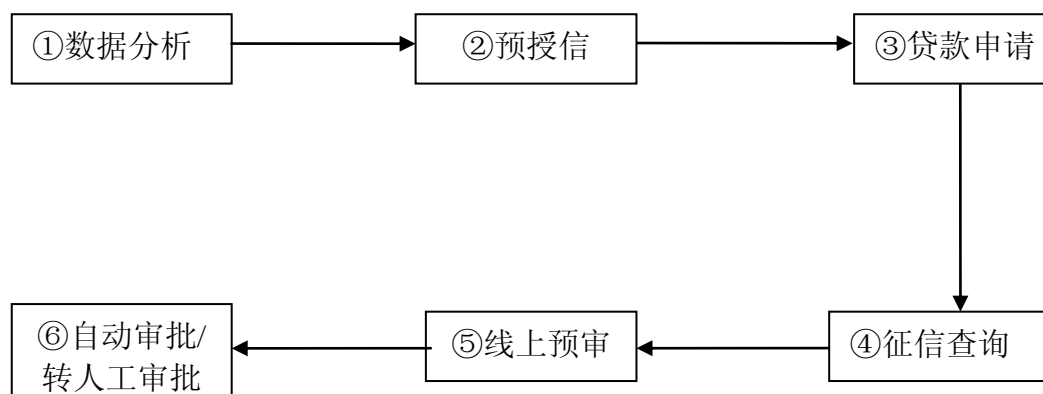 ①数据分析
②预授信
③贷款申请
④征信查询
⑤线上预审
⑥自动审批/
转人工审批